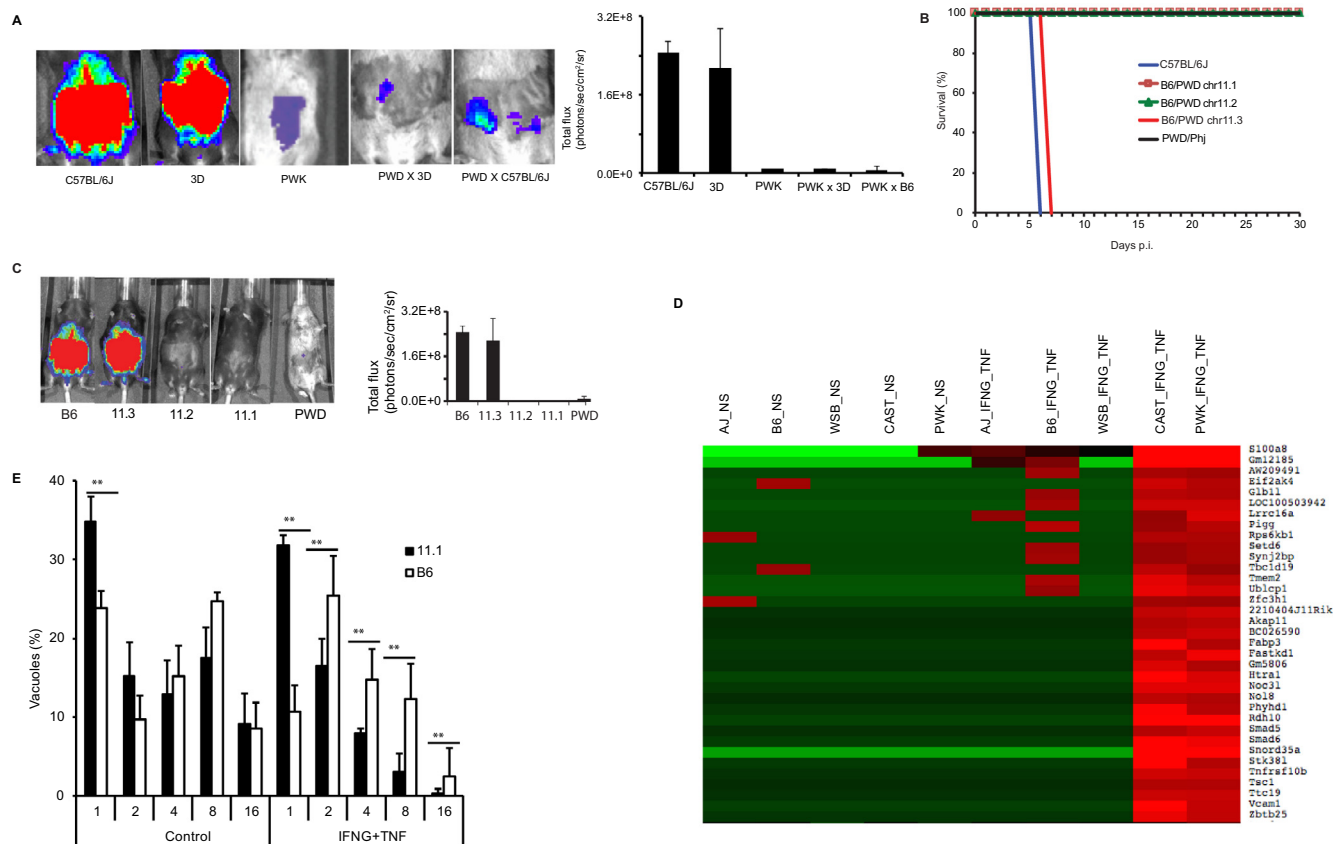 A
C57BL/6J
3D
PWK
PWD X 3D
PWD X C57BL/6J
Total flux
(photons/sec/cm²/sr)
3.2E+8
1.6E+8
0.0E+0
C57BL/6J
3D
PWK
PWK x 3D
PWK x B6
B
Survival (%)
100
80
60
40
20
0
0
5
10
15
20
25
30
Days p.i.
C57BL/6J
B6/PWD chr11.1
B6/PWD chr11.2
B6/PWD chr11.3
PWD/Phj
C
B6
11.3
11.2
11.1
PWD
Total flux
(photons/sec/cm²/sr)
3.2E+8
1.6E+8
0.0E+0
B6
11.3
11.2
11.1
PWD
D
AJ_NS
B6_NS
WSB_NS
CAST_NS
PWK_NS
AJ_IFNG_TNF
B6_IFNG_TNF
WSB_IFNG_TNF
CAST_IFNG_TNF
PWK_IFNG_TNF
S100a8
Gm12185
AW209491
Eif2ak4
Glb1l
LOC100503942
Lrrc16a
Pigg
Rps6kb1
Setd6
Synj2bp
Tbc1d19
Tmem2
Ublcp1
Zfc3h1
2210404J11Rik
Akap11
BC026590
Fabp3
Fastkd1
Gm5806
Htra1
Noc3l
Nol8
Phyhd1
Rdh10
Smad5
Smad6
Snord35a
Stk38l
Tnfrsf10b
Tsc1
Ttc19
Vcam1
Zbtb25
E
Vacuoles (%)
40
30
20
10
0
**
**
**
**
**
**
11.1
B6
1
2
4
8
16
1
2
4
8
16
Control
IFNG+TNF